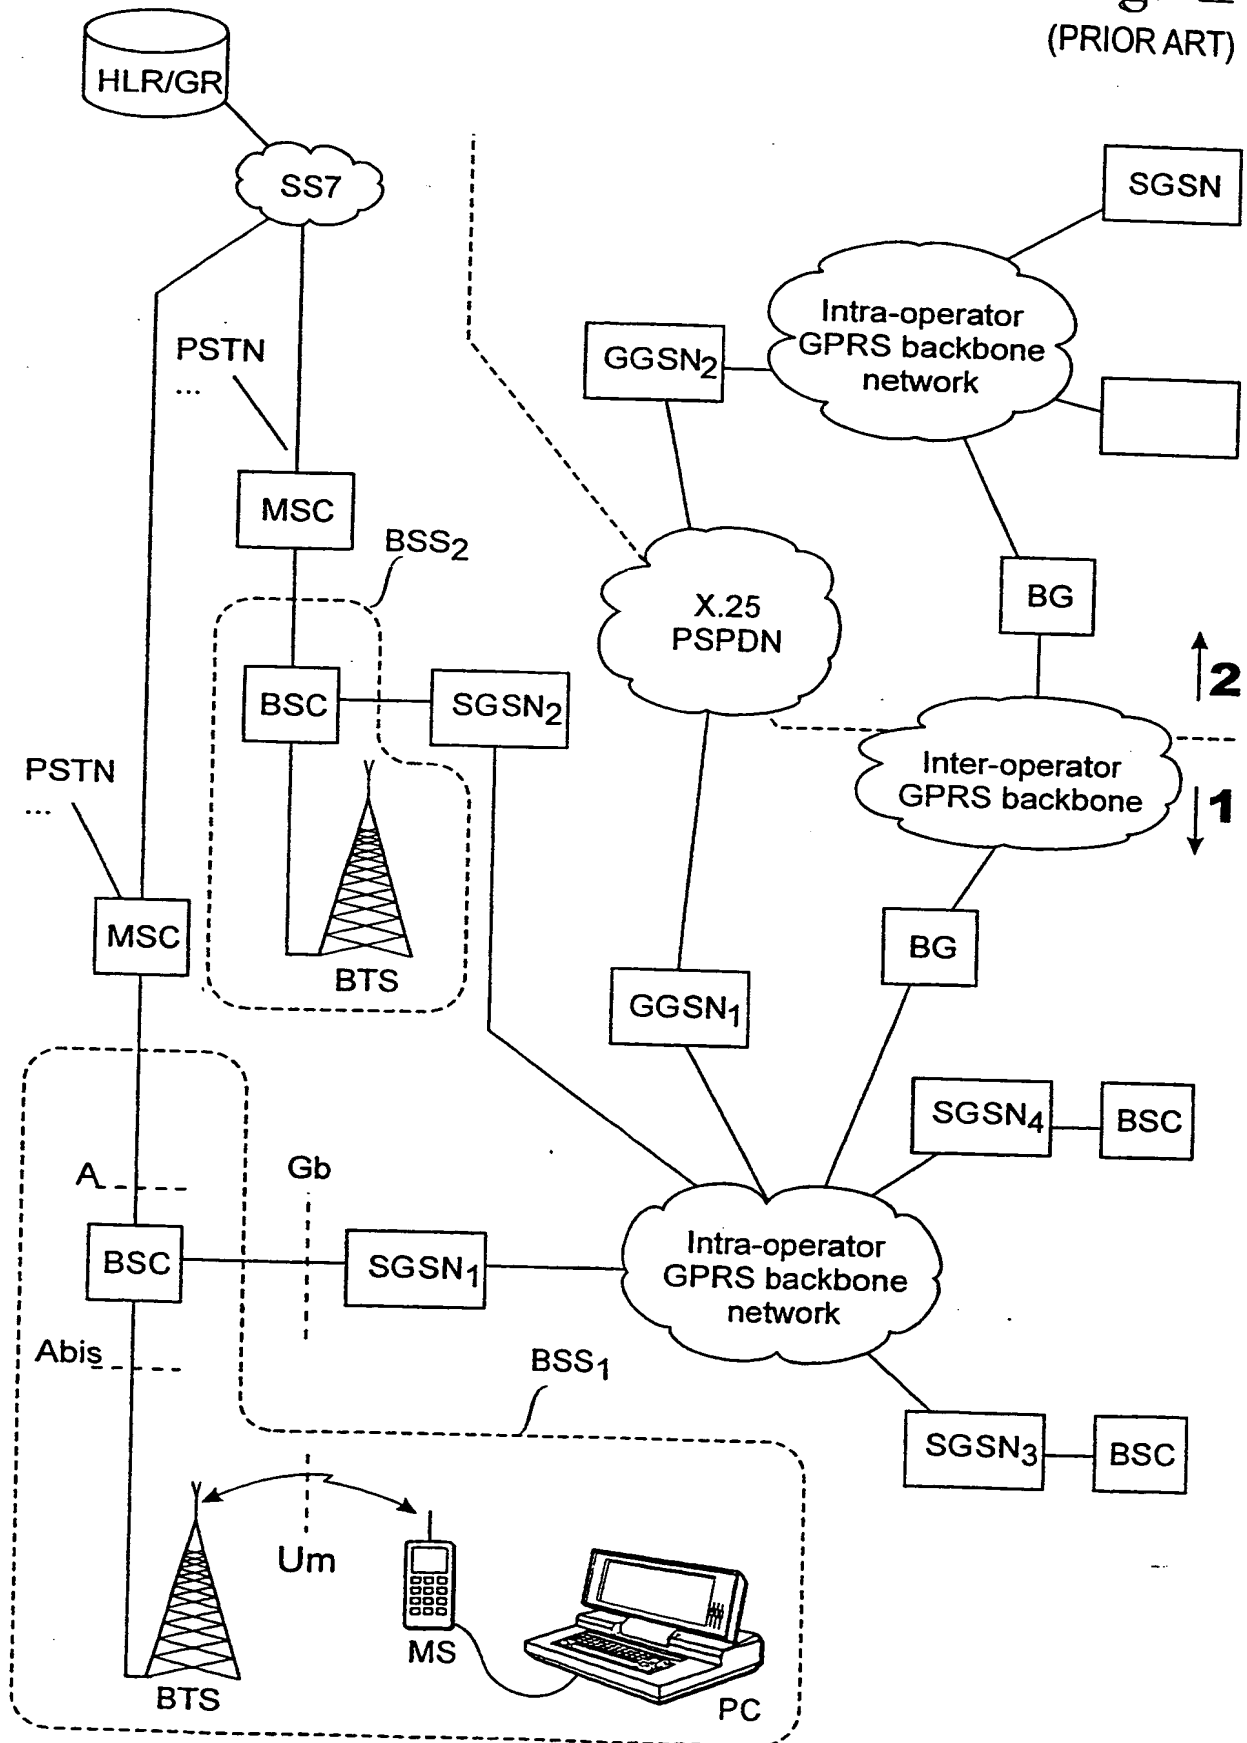 (PRIOR ART)
HLR/GR
SS7
SGSN
Intra-operator
GPRS backbone
network
PSTN
...
GGSN2
MSC
BSS2
X.25
PSPDN
BG
2
BSC
SGSN2
Inter-operator
GPRS backbone
1
PSTN
...
MSC
BTS
BG
GGSN1
SGSN4
BSC
A
Gb
BSC
SGSN1
Intra-operator
GPRS backbone
network
Abis
BSS1
SGSN3
BSC
Um
MS
BTS
PC